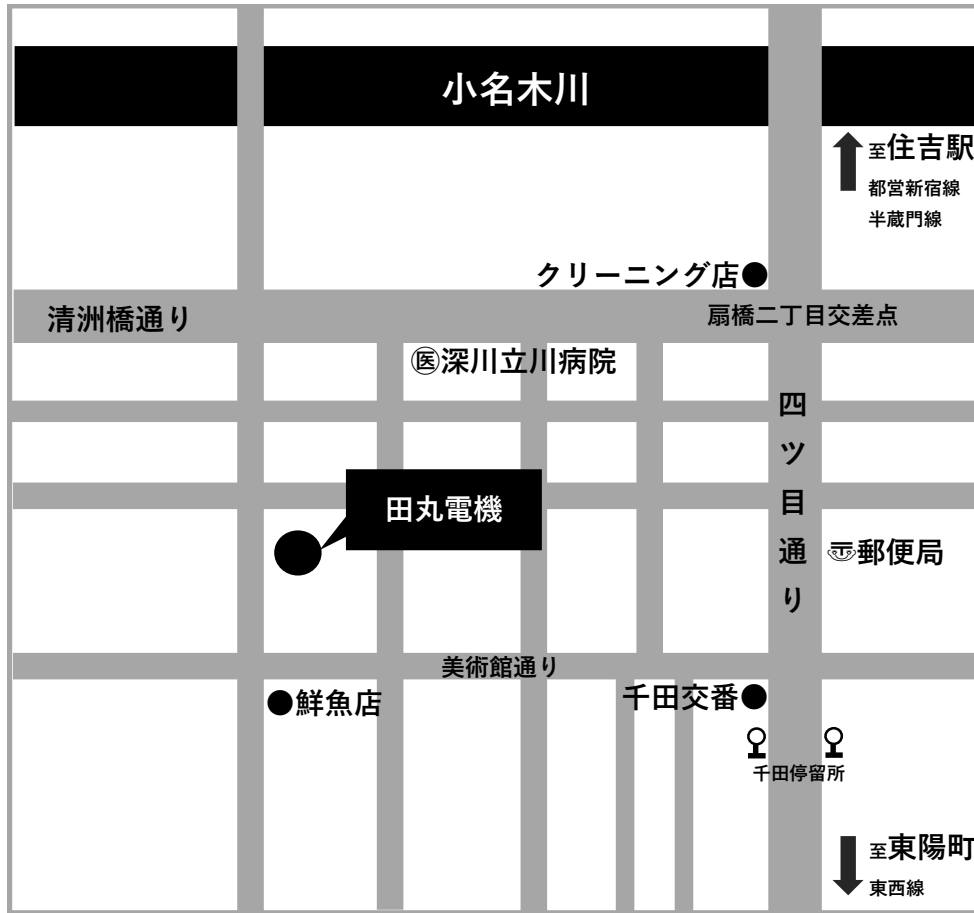 小名木川
至住吉駅
都営新宿線
半蔵門線
クリーニング店
清洲橋通り
扇橋二丁目交差点
医深川立川病院
四ツ目通り
田丸電機
〒郵便局
美術館通り
鮮魚店
千田交番
千田停留所
至東陽町
東西線